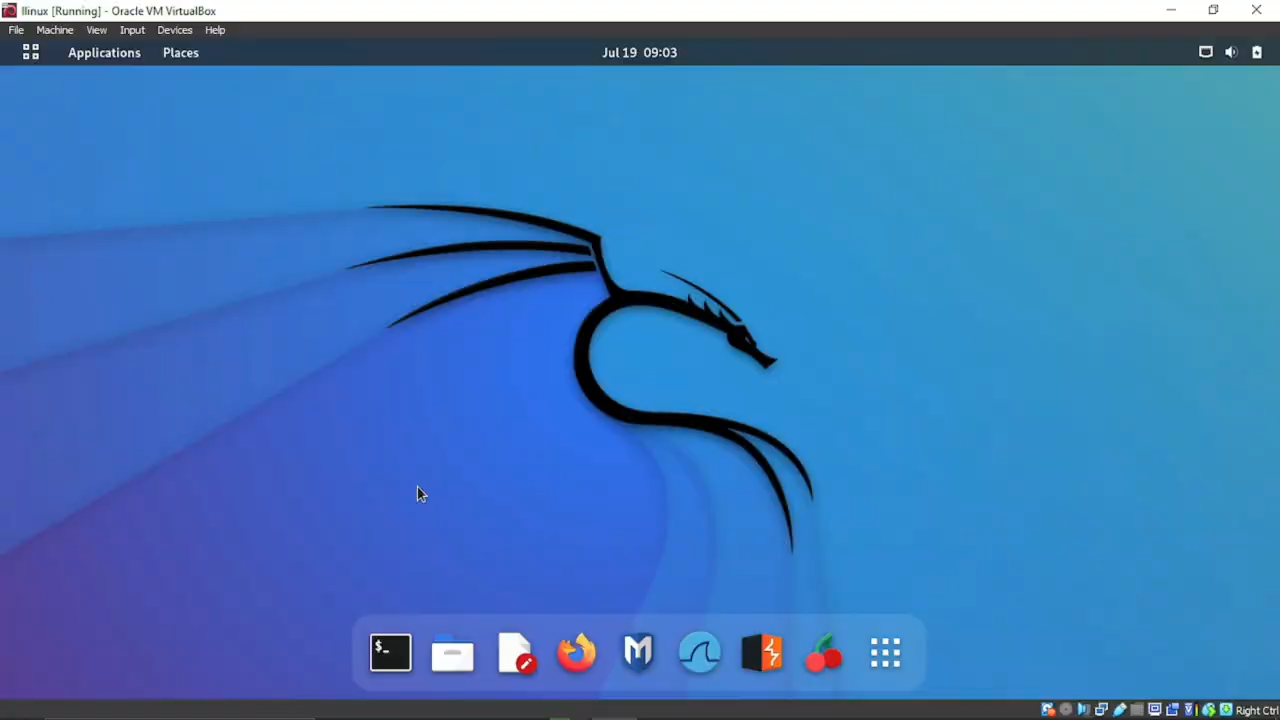 llinux [Running] - Oracle VM VirtualBox
File Machine View Input Devices Help
Applications Places Jul 19 09:03
$_
M
Right Ctrl